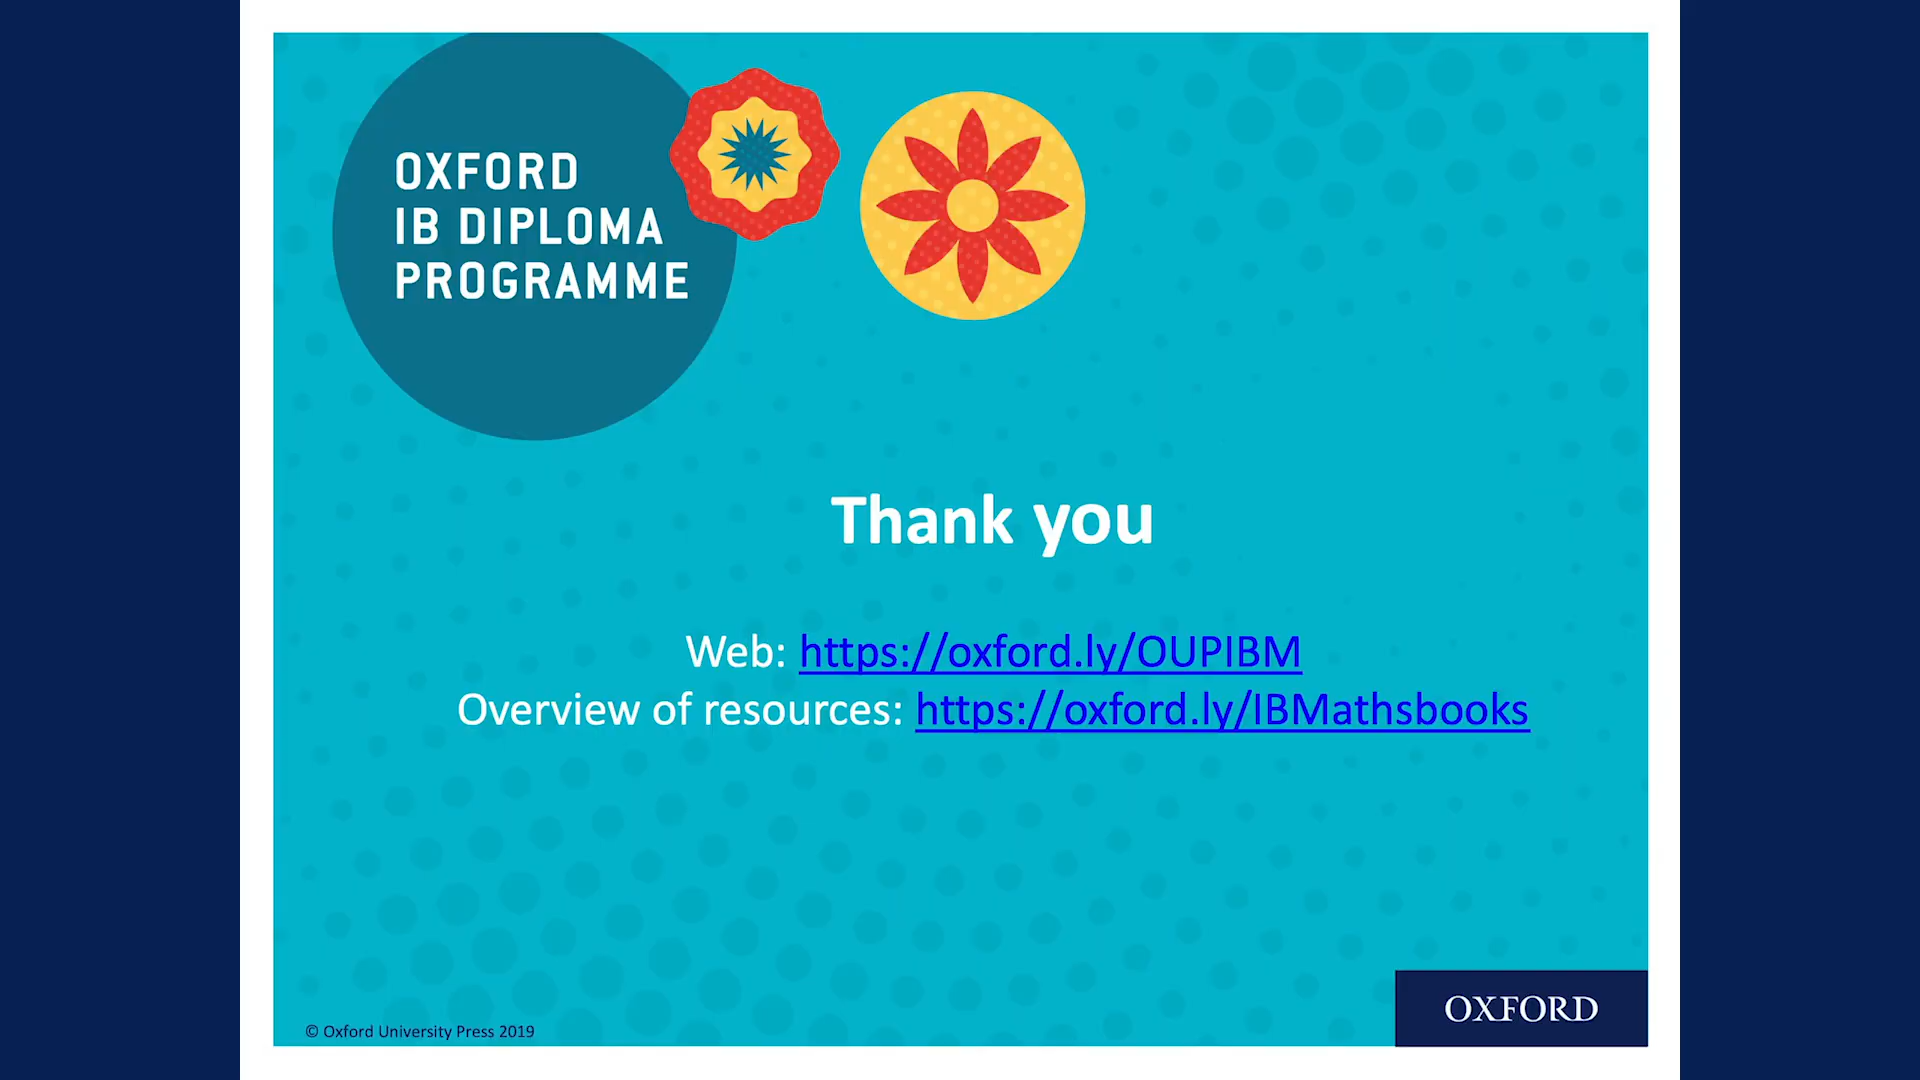 OXFORD
IB DIPLOMA
PROGRAMME
Thank you
Web: https://oxford.ly/OUPIBM
Overview of resources: https://oxford.ly/IBMathsbooks
© Oxford University Press 2019
OXFORD